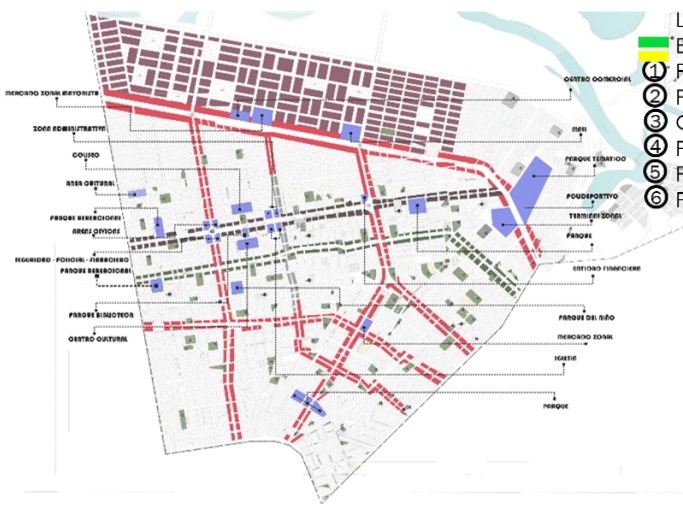 L
E
CENTRO COMERCIAL
1 P
MERCADO ZONAL MAYORISTA
2 P
ZONA ADMINISTRATIVA
MALL
3 C
COLISEO
4 P
PARQUE TEMATICO
5 P
AREA CULTURAL
6 P
POLIDEPORTIVO
PARQUE RECREACIONAL
TERMINAL ZONAL
PARQUE
SEGURIDAD - POLICIAL - FINANCIERO
ENTIDAD FINANCIERA
PARQUE RECREACIONAL
PARQUE BIBLIOTECA
PARQUE DEL NIÑO
CENTRO CULTURAL
MERCADO ZONAL
IGLESIA
PARQUE